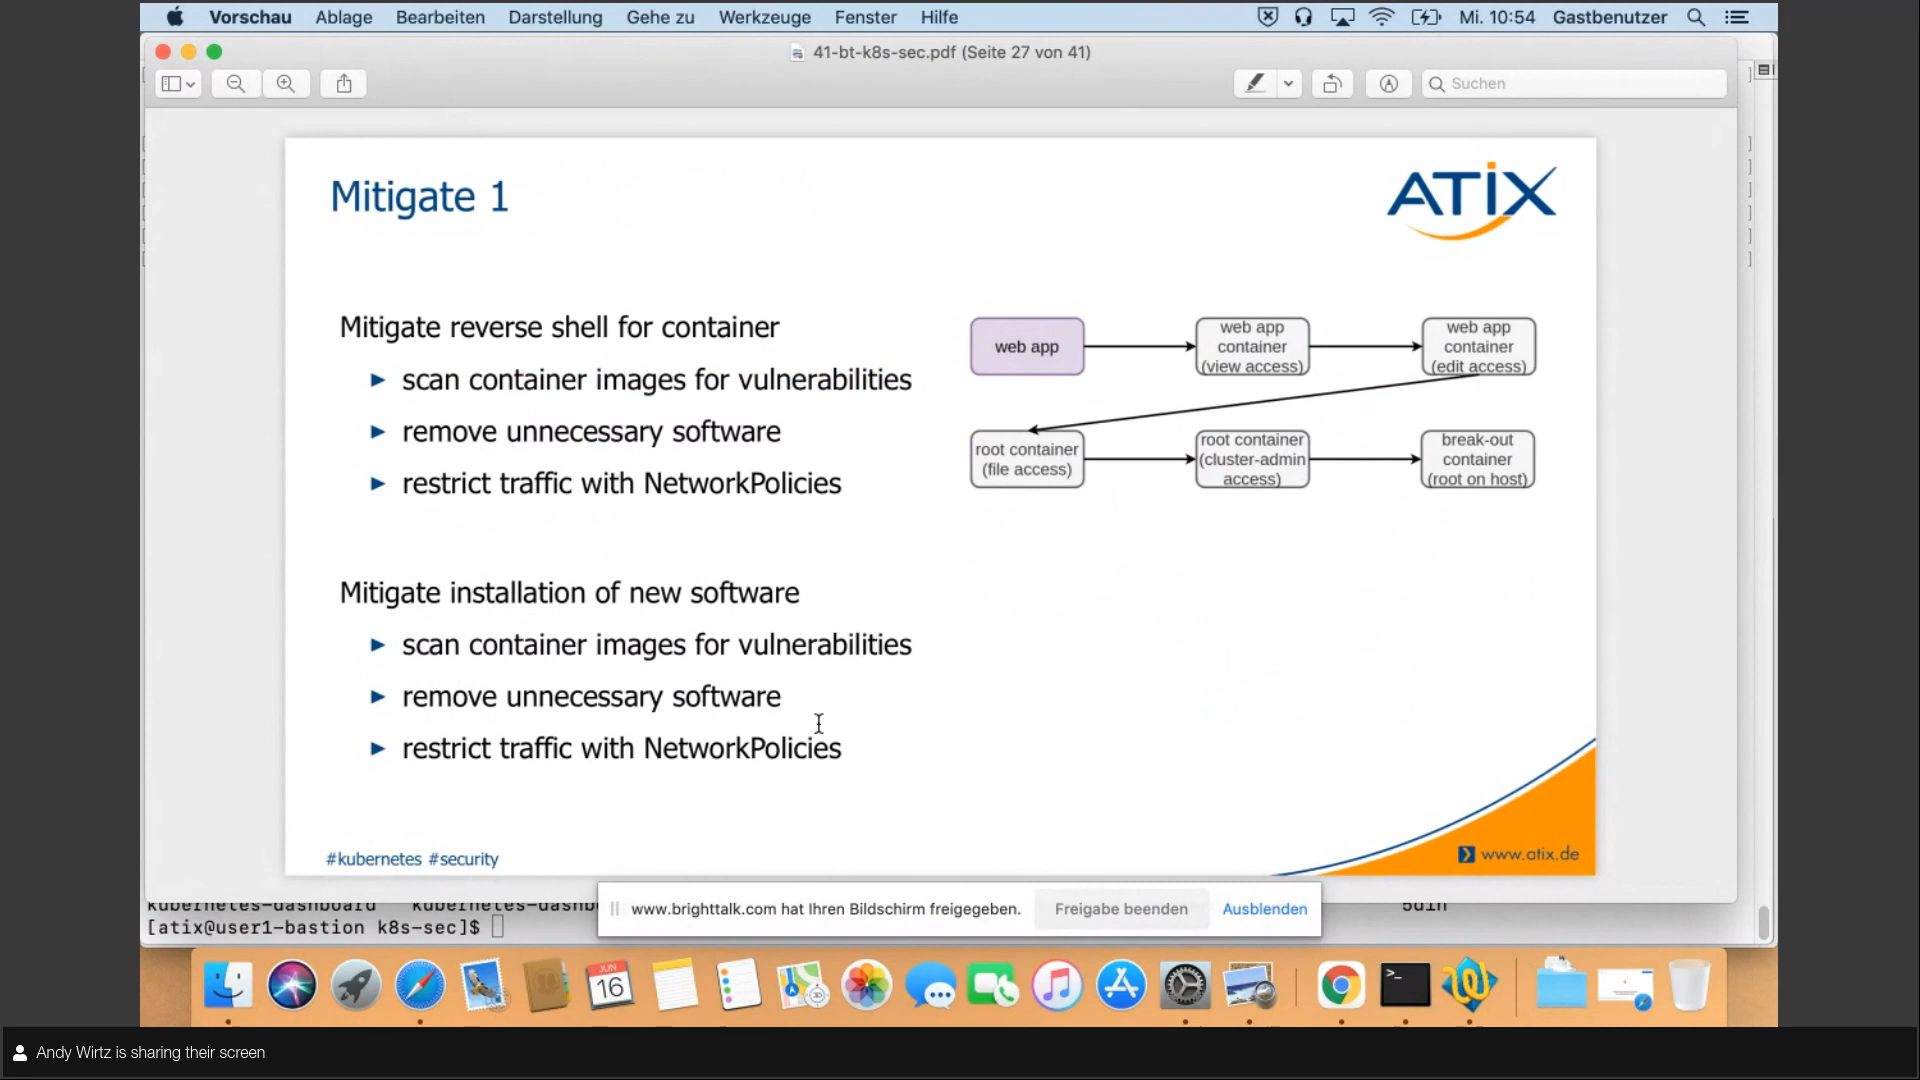 Vorschau Ablage Bearbeiten Darstellung Gehe zu Werkzeuge Fenster Hilfe Mi. 10:54 Gastbenutzer
41-bt-k8s-sec.pdf (Seite 27 von 41)
Suchen
Mitigate 1
ATIX
Mitigate reverse shell for container
► scan container images for vulnerabilities
► remove unnecessary software
► restrict traffic with NetworkPolicies
web app
web app
container
(view access)
web app
container
(edit access)
root container
(file access)
root container
(cluster-admin
access)
break-out
container
(root on host)
Mitigate installation of new software
► scan container images for vulnerabilities
► remove unnecessary software
► restrict traffic with NetworkPolicies
#kubernetes #security
www.atix.de
kubernetes-dashboard kubernetes-dashb 5d1h
[atix@user1-bastion k8s-sec]$
www.brighttalk.com hat Ihren Bildschirm freigegeben. Freigabe beenden Ausblenden
JUN
16
Andy Wirtz is sharing their screen